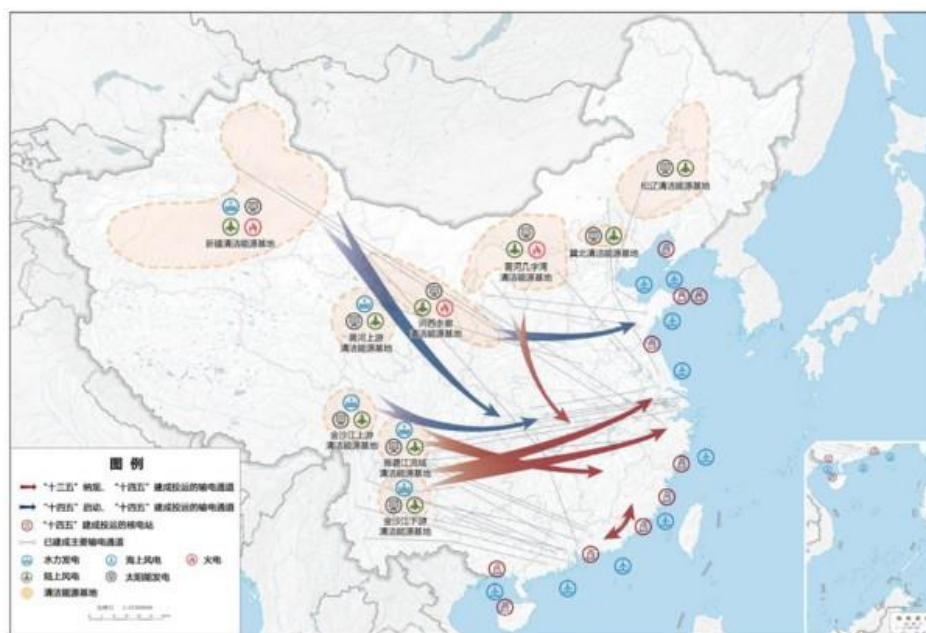 松辽清洁能源基地
新疆清洁能源基地
黄河几字湾
清洁能源基地
冀北清洁能源基地
黄河上游
清洁能源基地
河西走廊
清洁能源基地
金沙江上游
清洁能源基地
雅砻江流域
清洁能源基地
金沙江下游
清洁能源基地
图例
“十三五”纳规、“十四五”建成投运的输电通道
“十四五”启动、“十四五”建成投运的输电通道
“十四五”建成投运的核电站
已建成主要输电通道
水力发电 海上风电 火电
陆上风电 太阳能发电
清洁能源基地